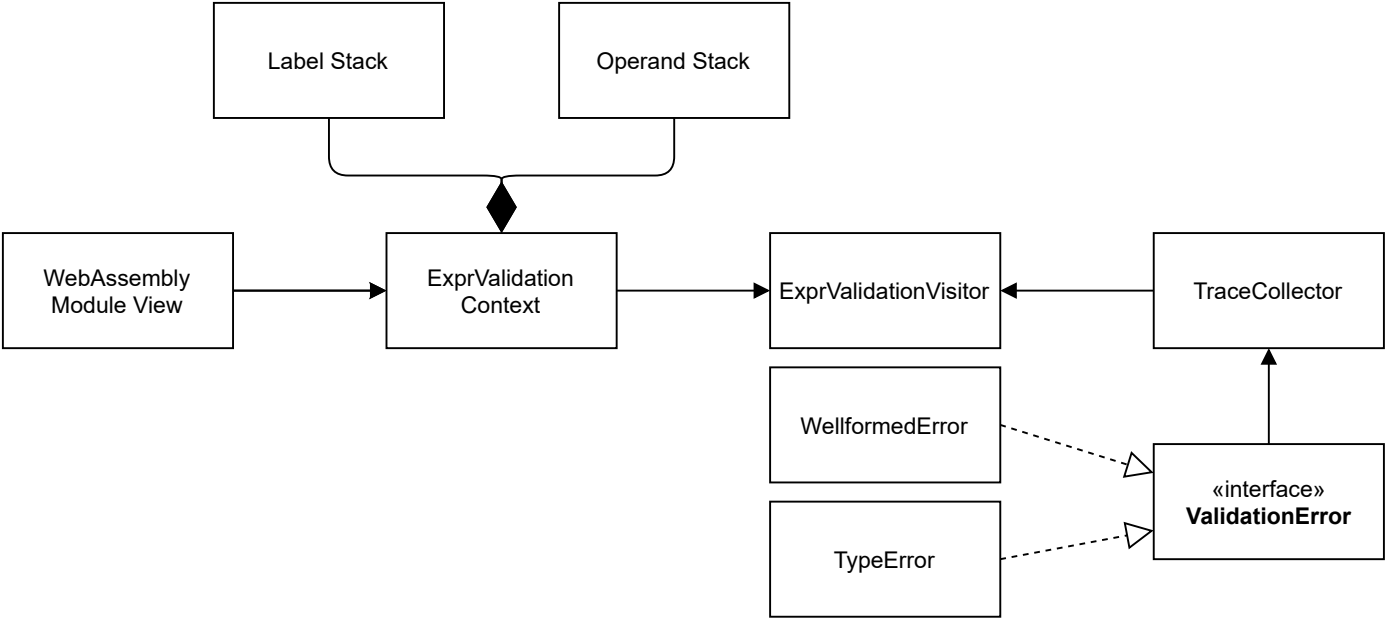 Label Stack
Operand Stack
WebAssembly
Module View
ExprValidation
Context
ExprValidationVisitor
TraceCollector
WellformedError
«interface»
ValidationError
TypeError